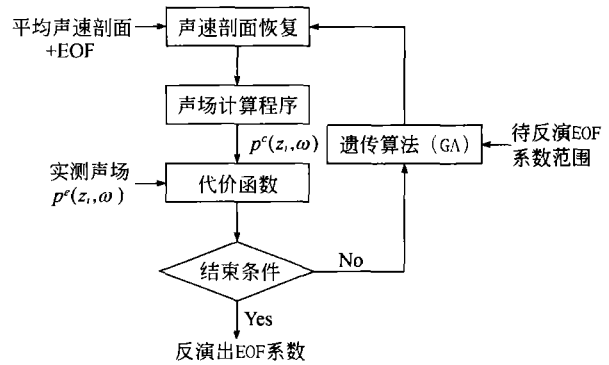 平均声速剖面
+EOF
声速剖面恢复
声场计算程序
p^c(z_i,ω)
遗传算法(GA)
待反演EOF
系数范围
实测声场
p^e(z_i,ω)
代价函数
结束条件
No
Yes
反演出EOF系数